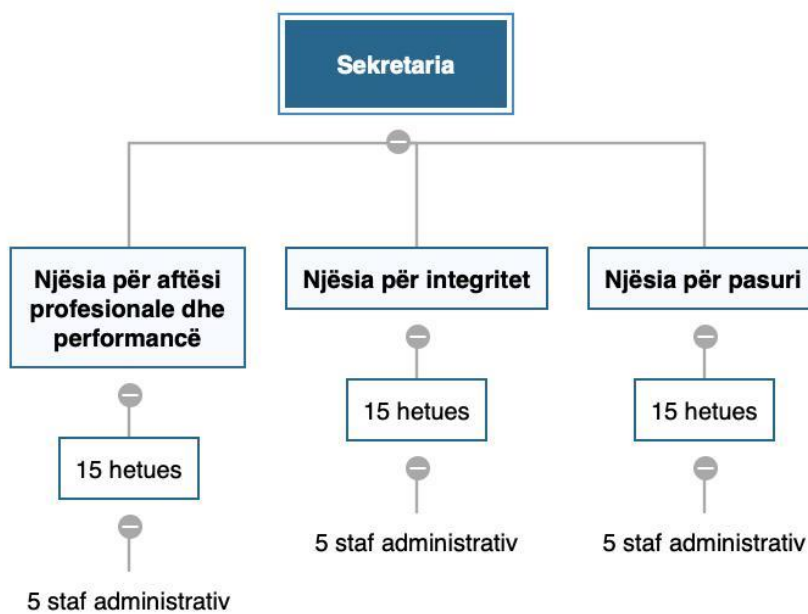 Sekretaria
Njësia për aftësi
profesionale dhe
performancë
Njësia për integritet
Njësia për pasuri
15 hetues
15 hetues
15 hetues
5 staf administrativ
5 staf administrativ
5 staf administrativ